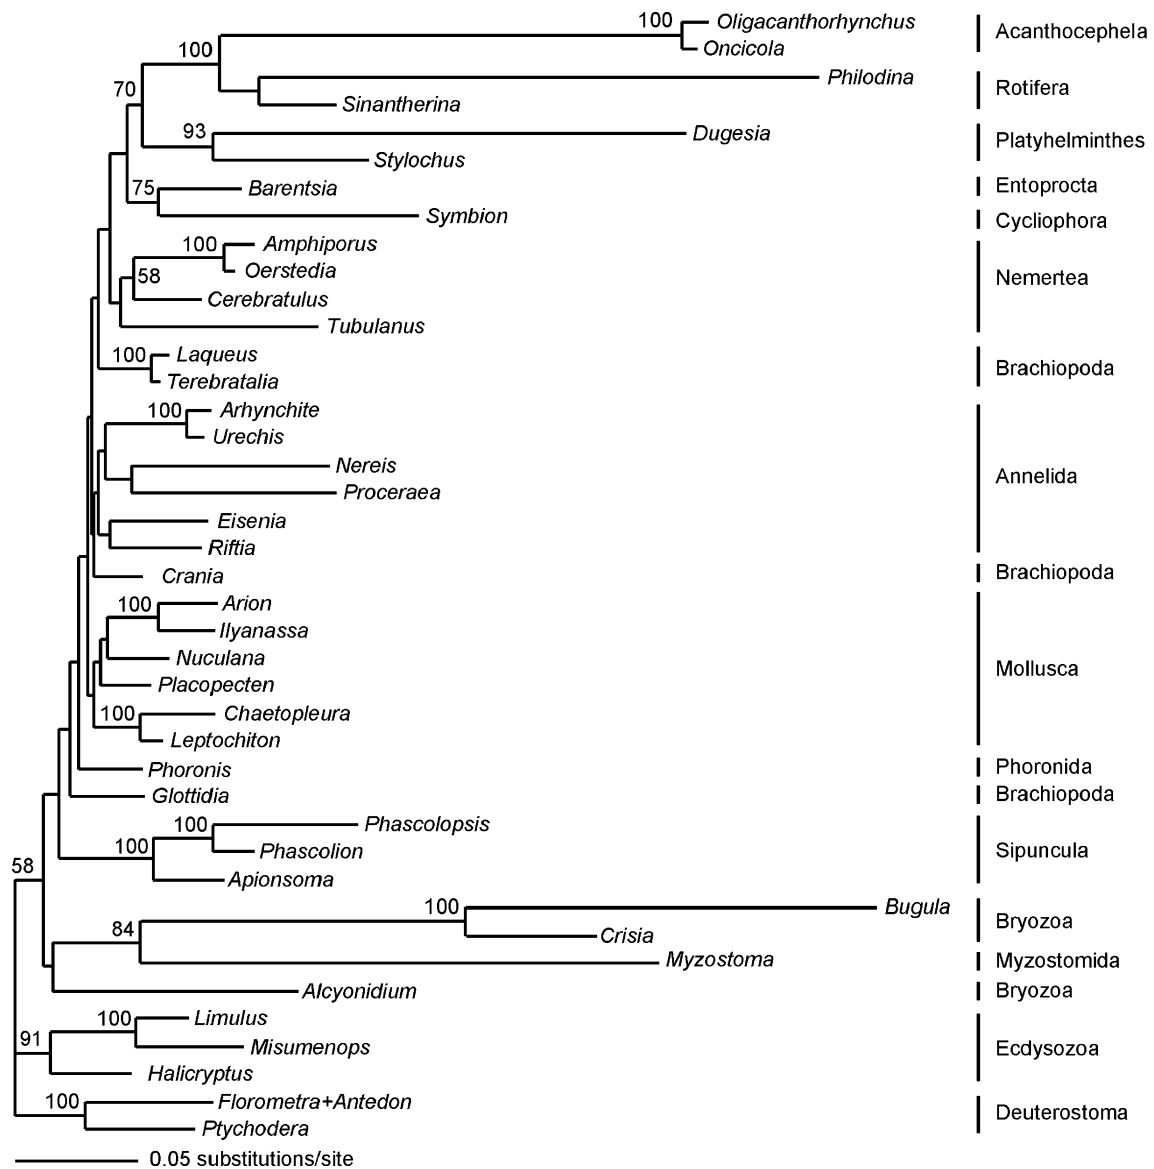 100 Oligacanthorhynchus
Acanthocephela
100 Oncicola
70 Philodina
Rotifera
Sinantherina
93 Dugesia
Platyhelminthes
Stylochus
75 Barentsia Entoprocta
Symbion Cycliophora
100 Amphiporus
Oerstedia
58 Nemertea
Cerebratulus
Tubulanus
100 Laqueus
Brachiopoda
Terebratalia
100 Arhynchite
Urechis
Nereis
Annelida
Proceraea
Eisenia
Riftia
Crania Brachiopoda
100 Arion
Ilyanassa
Nuculana
Mollusca
Placopecten
100 Chaetopleura
Leptochiton
Phoronis Phoronida
Glottidia Brachiopoda
100 Phascolopsis
100 Phascolion Sipuncula
58 Apionsoma
100 Bugula
Bryozoa
84 Crisia
Myzostoma Myzostomida
Alcyonidium Bryozoa
100 Limulus
91 Misumenops Ecdysozoa
Halicryptus
100 Florometra+Antedon
Deuterostoma
Ptychodera
0.05 substitutions/site